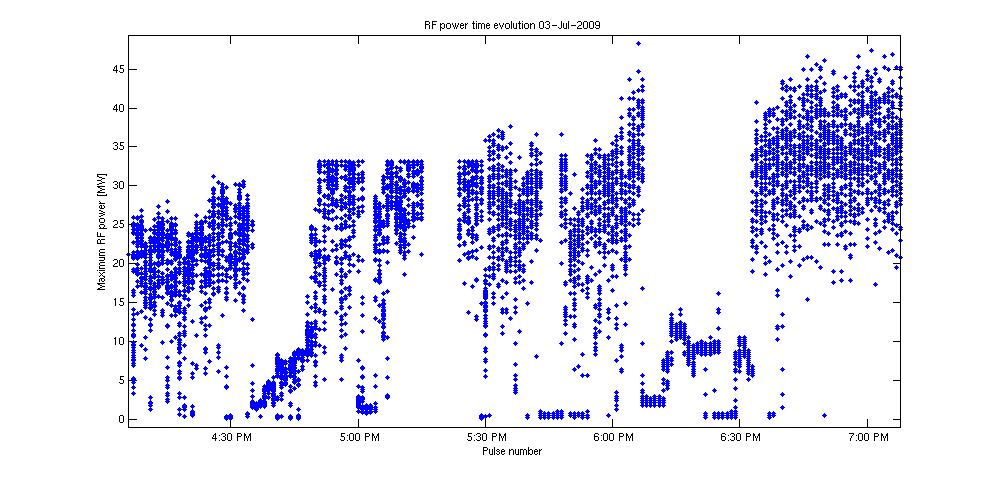 RF power time evolution 03-Jul-2009
Maximum RF power [MW]
45
40
35
30
25
20
15
10
5
0
4:30 PM 5:00 PM 5:30 PM 6:00 PM 6:30 PM 7:00 PM
Pulse number